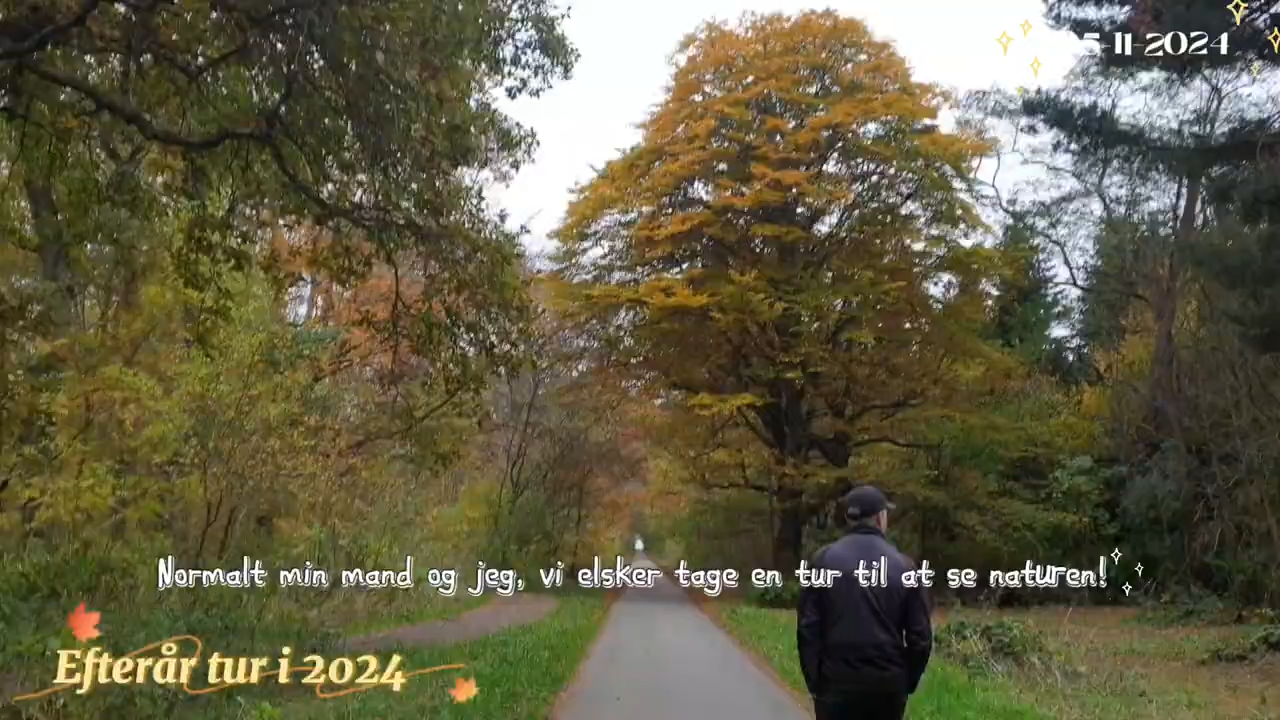 5-11-2024
Normalt min mand og jeg, vi elsker tage en tur til at se naturen!
Efterår tur i 2024